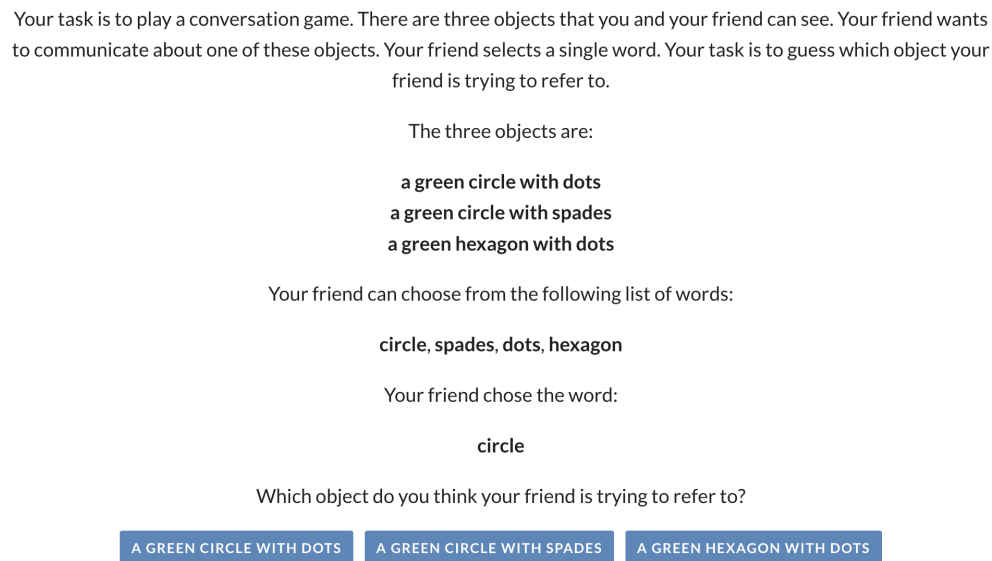 Your task is to play a conversation game. There are three objects that you and your friend can see. Your friend wants
to communicate about one of these objects. Your friend selects a single word. Your task is to guess which object your
friend is trying to refer to.
The three objects are:
a green circle with dots
a green circle with spades
a green hexagon with dots
Your friend can choose from the following list of words:
circle, spades, dots, hexagon
Your friend chose the word:
circle
Which object do you think your friend is trying to refer to?
A GREEN CIRCLE WITH DOTS A GREEN CIRCLE WITH SPADES A GREEN HEXAGON WITH DOTS